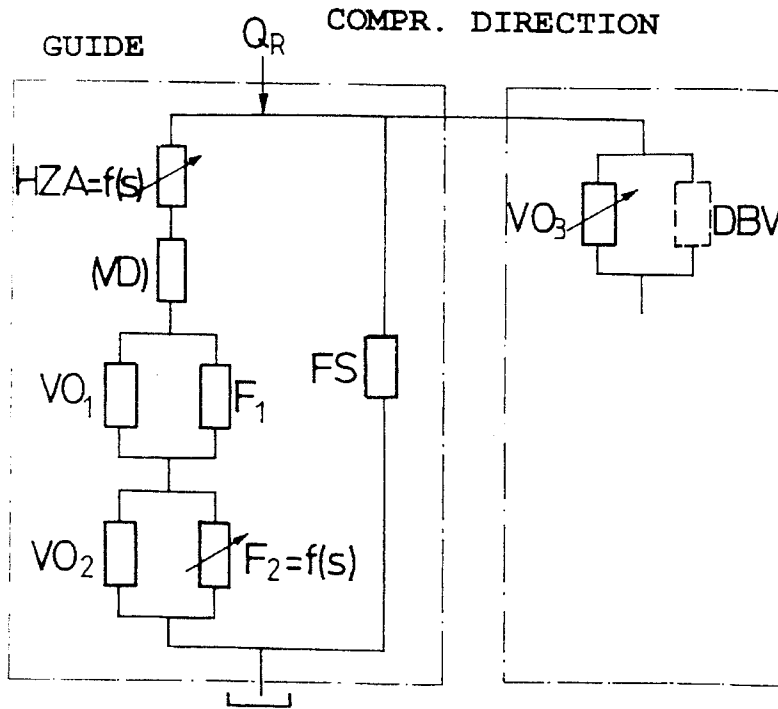 COMPR. DIRECTION
GUIDE
Q_R
HZA=f(s)
VO_3
DBV
(VD)
FS
VO_1
F_1
VO_2
F_2=f(s)